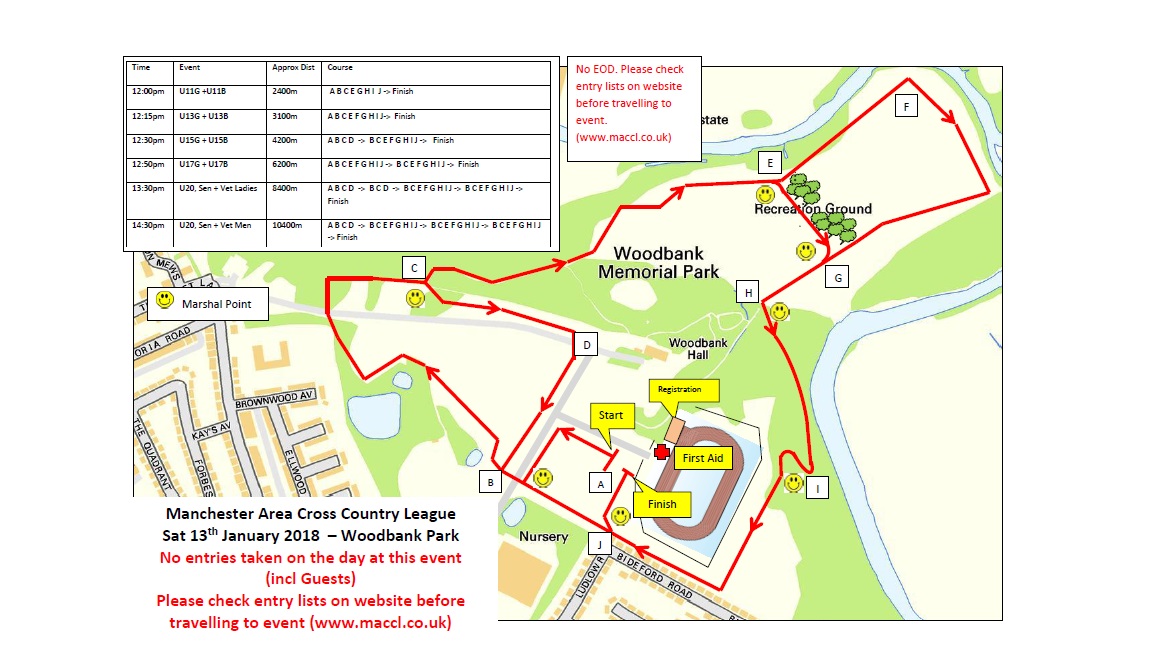 Time Event Approx Dist Course
12:00pm U11G +U11B 2400m A B C E G H I J -> Finish
12:15pm U13G + U13B 3100m A B C E F G H I J-> Finish
12:30pm U15G + U15B 4200m A B C D -> B C E F G H I J -> Finish
12:50pm U17G + U17B 6200m A B C E F G H I J -> B C E F G H I J -> Finish
13:30pm U20, Sen + Vet Ladies 8400m A B C D -> B C D -> B C E F G H I J -> B C E F G H I J ->
Finish
14:30pm U20, Sen + Vet Men 10400m A B C D -> B C E F G H I J -> B C E F G H I J -> B C E F G H I J
-> Finish
No EOD. Please check
entry lists on website
before travelling to
event.
(www.maccl.co.uk)
state
F
E
Recreation Ground
Woodbank
Memorial Park
C
G
H
N MEWS
ST LA
Marshal Point
ORIA ROAD
D
Woodbank
Hall
Registration
BROWNWOOD AV
Start
KAY'S AV
THE QUADRANT
FORBES
ELLWOOD
First Aid
B
A
I
Finish
Nursery
J
BIDEFORD ROAD
LUDLOW R
Manchester Area Cross Country League
Sat 13th January 2018 – Woodbank Park
No entries taken on the day at this event
(incl Guests)
Please check entry lists on website before
travelling to event (www.maccl.co.uk)